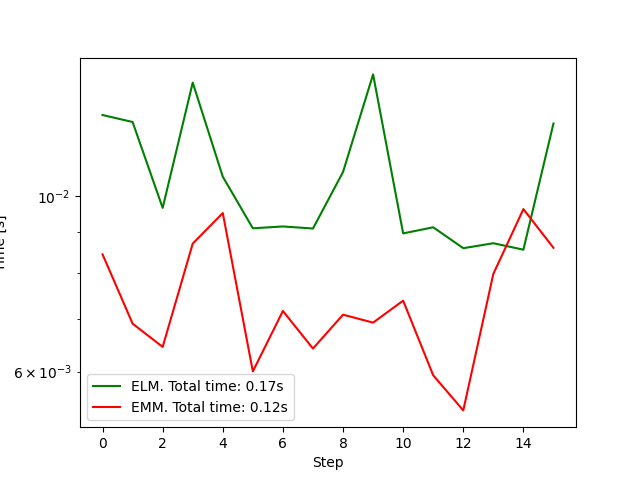 10⁻²
6 × 10⁻³
ELM. Total time: 0.17s
EMM. Total time: 0.12s
0 2 4 6 8 10 12 14
Step